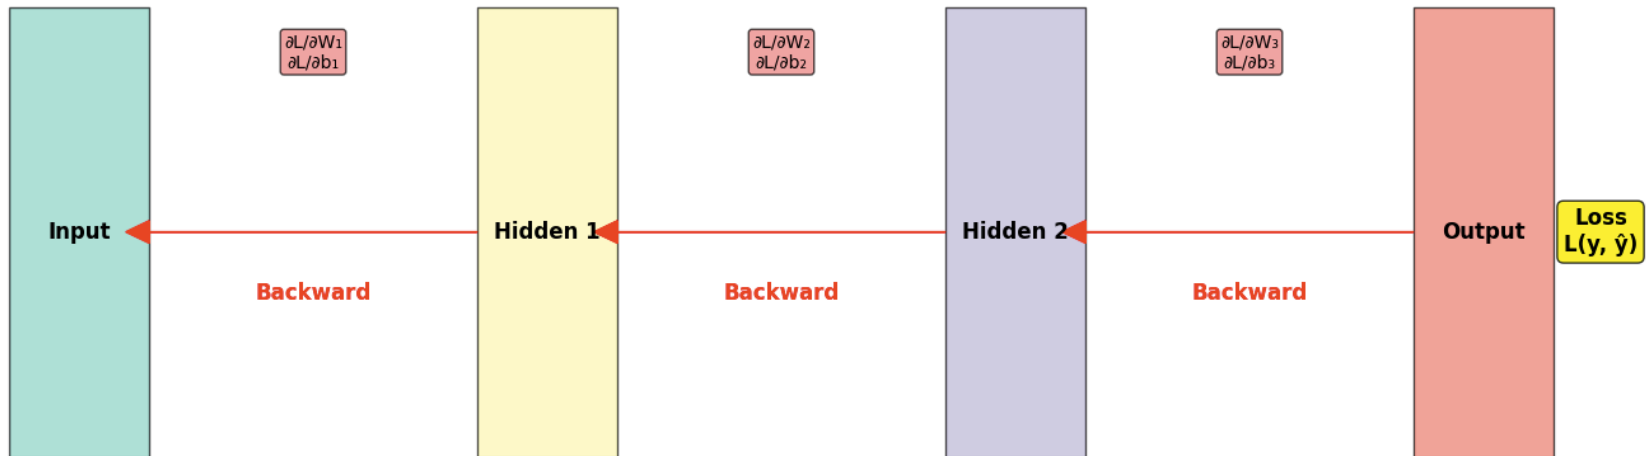 ∂L/∂W₁
∂L/∂b₁
∂L/∂W₂
∂L/∂b₂
∂L/∂W₃
∂L/∂b₃
Input
Hidden 1
Hidden 2
Output
Loss
L(y, ŷ)
Backward
Backward
Backward